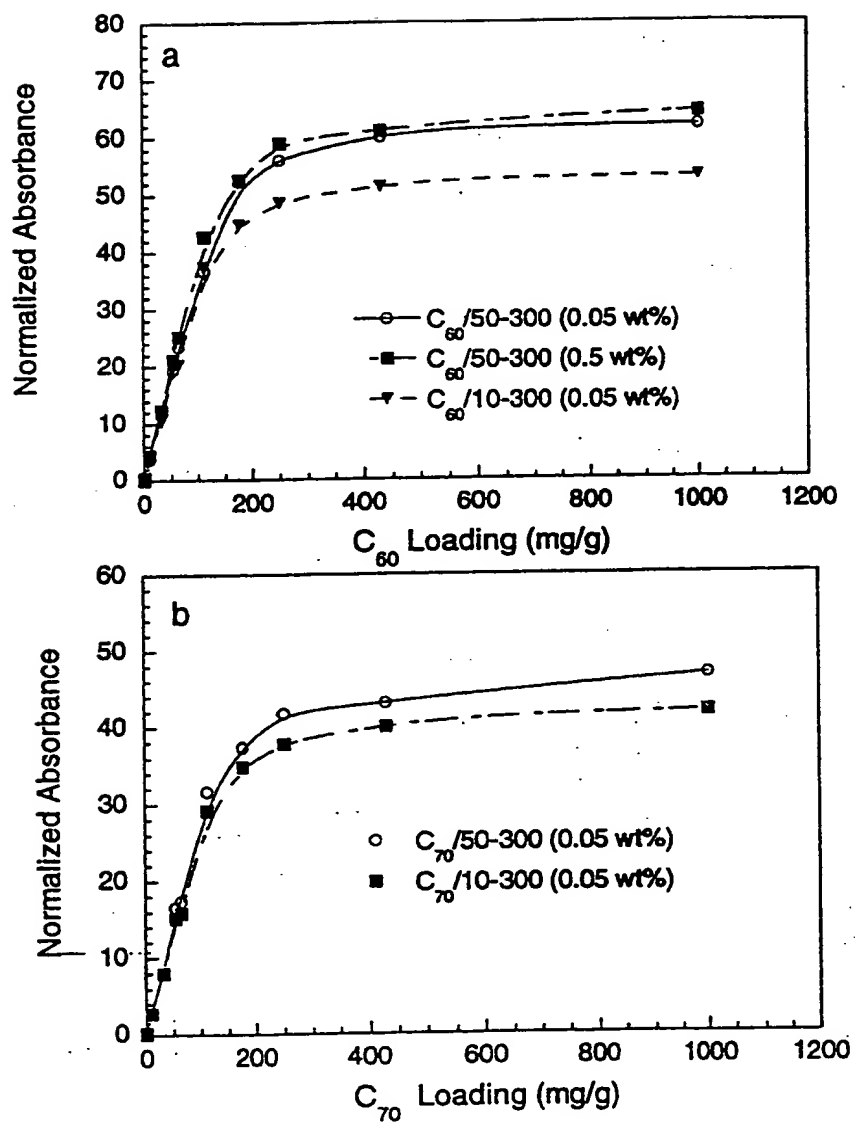 80
a
70
60
50
40
30
20
10
0
Normalized Absorbance
C60/50-300 (0.05 wt%)
C60/50-300 (0.5 wt%)
C60/10-300 (0.05 wt%)
0 200 400 600 800 1000 1200
C60 Loading (mg/g)
60
b
50
40
30
20
10
0
Normalized Absorbance
C70/50-300 (0.05 wt%)
C70/10-300 (0.05 wt%)
0 200 400 600 800 1000 1200
C70 Loading (mg/g)